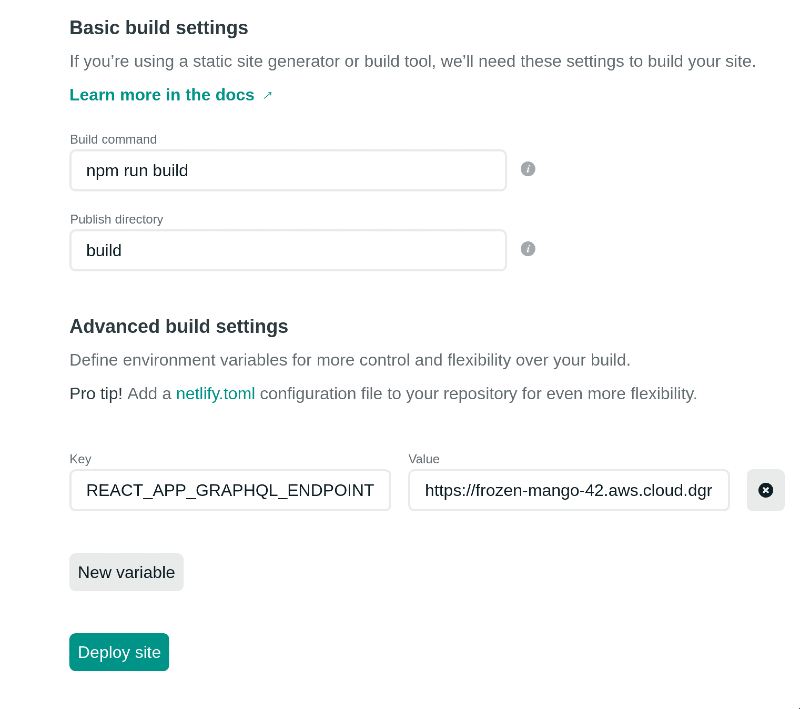 Basic build settings
If you’re using a static site generator or build tool, we’ll need these settings to build your site.
Learn more in the docs ↗
Build command
npm run build
Publish directory
build
Advanced build settings
Define environment variables for more control and flexibility over your build.
Pro tip! Add a netlify.toml configuration file to your repository for even more flexibility.
Key Value
REACT_APP_GRAPHQL_ENDPOINT https://frozen-mango-42.aws.cloud.dgr
New variable
Deploy site